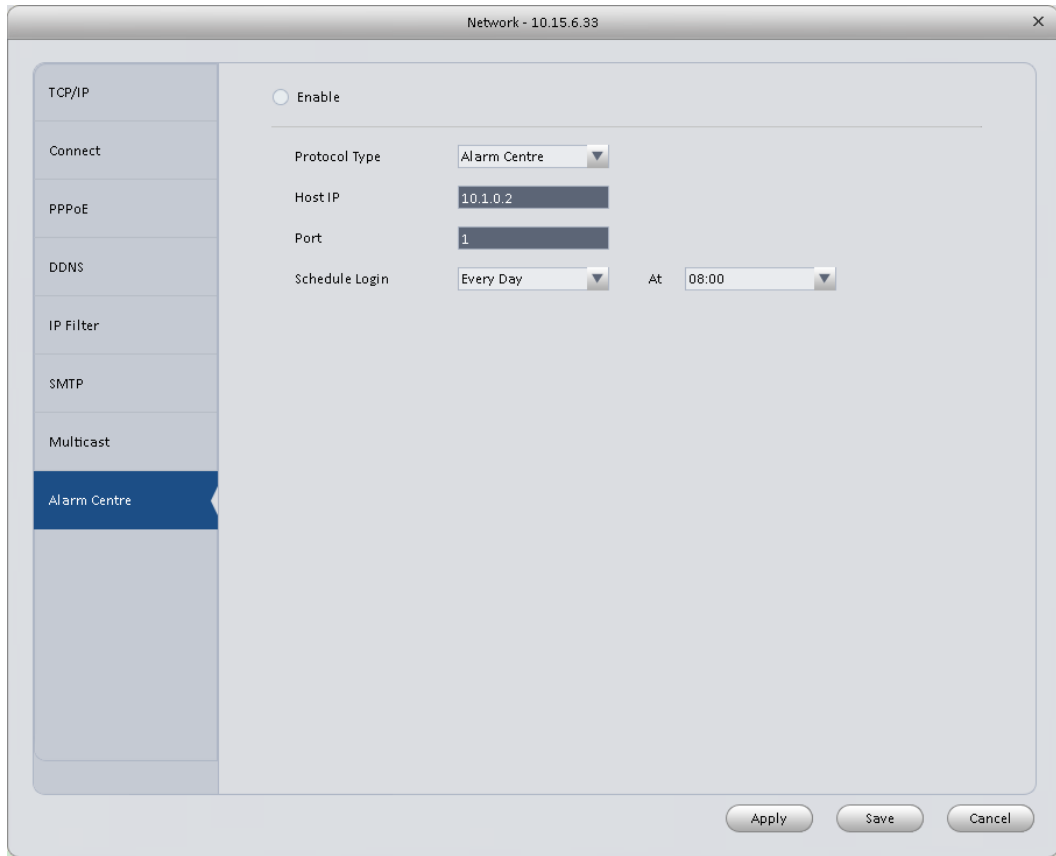 Network - 10.15.6.33
TCP/IP
Connect
PPPoE
DDNS
IP Filter
SMTP
Multicast
Alarm Centre
Enable
Protocol Type Alarm Centre
Host IP 10.1.0.2
Port 1
Schedule Login Every Day At 08:00
Apply Save Cancel